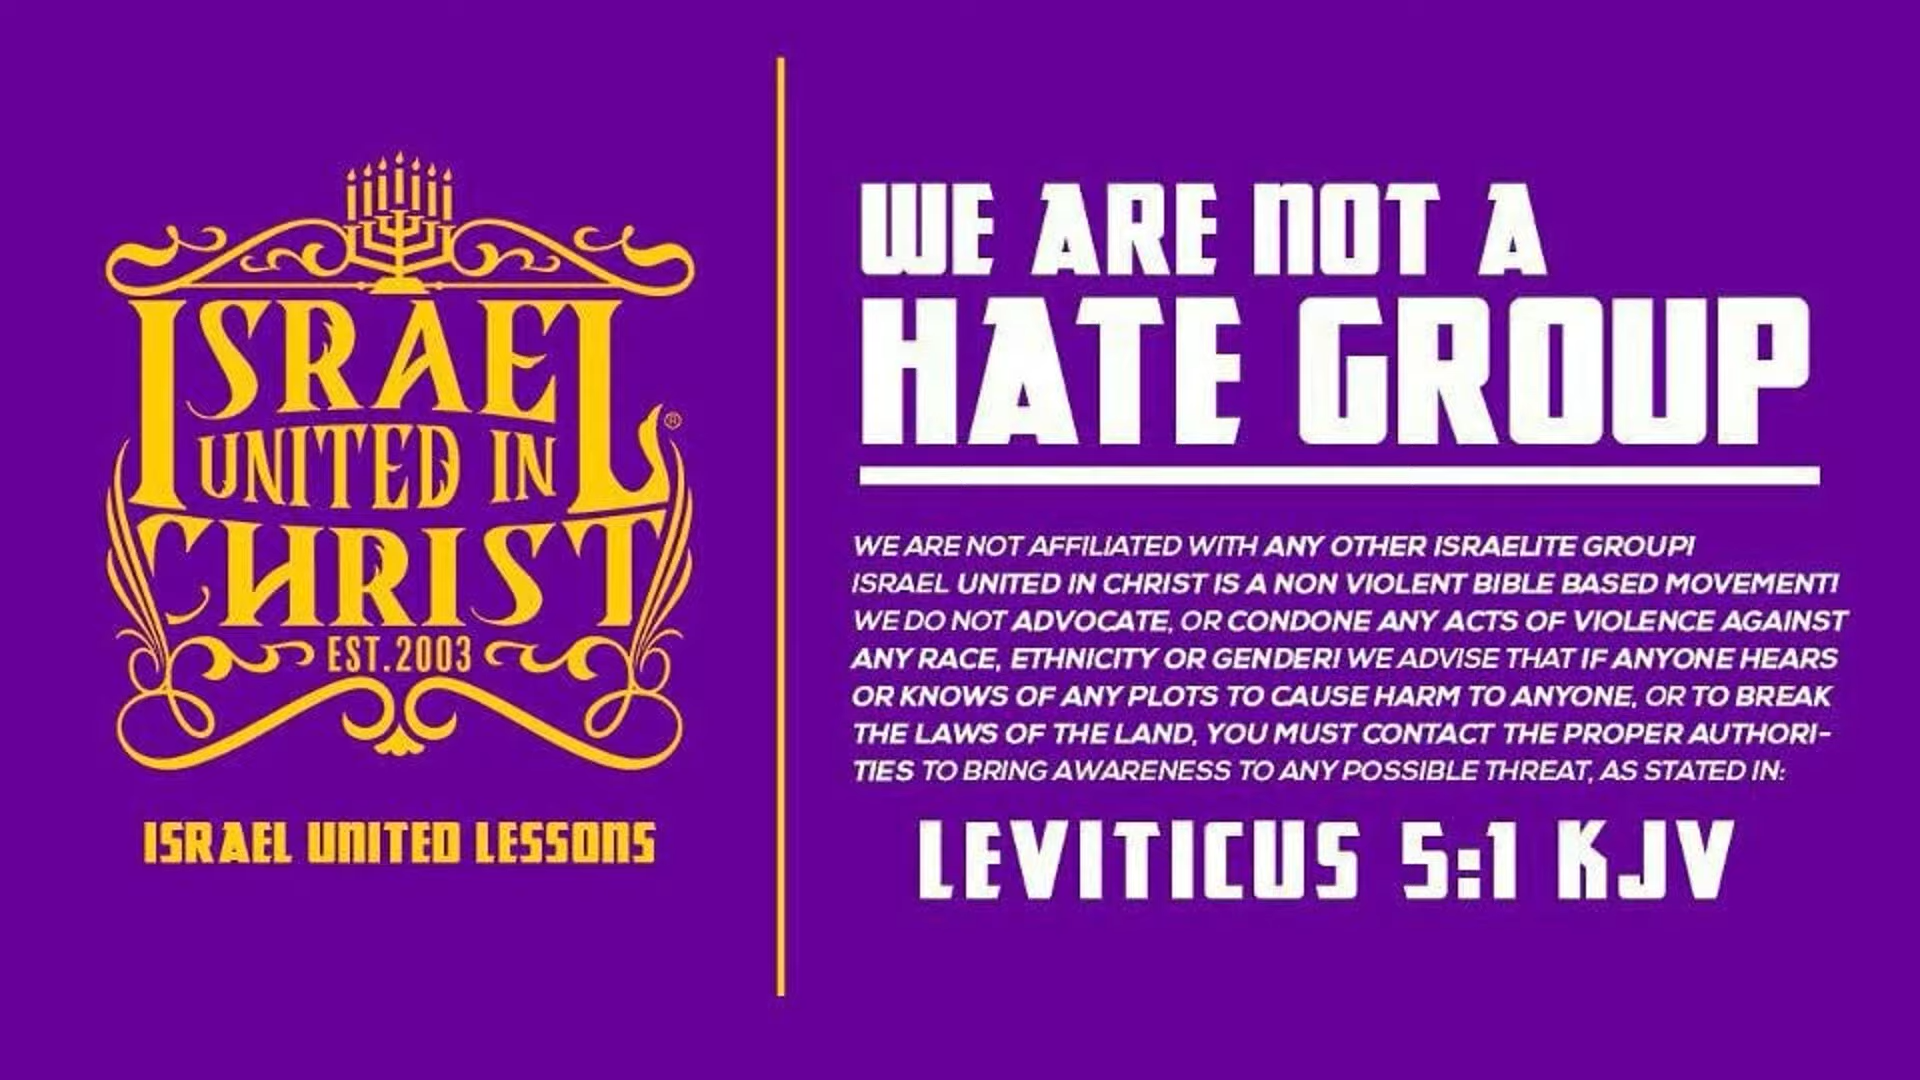 ISRAEL
UNITED IN
CHRIST
®
EST.2003
ISRAEL UNITED LESSONS
WE ARE NOT A
HATE GROUP
WE ARE NOT AFFILIATED WITH ANY OTHER ISRAELITE GROUP!
ISRAEL UNITED IN CHRIST IS A NON VIOLENT BIBLE BASED MOVEMENT!
WE DO NOT ADVOCATE, OR CONDONE ANY ACTS OF VIOLENCE AGAINST
ANY RACE, ETHNICITY OR GENDER! WE ADVISE THAT IF ANYONE HEARS
OR KNOWS OF ANY PLOTS TO CAUSE HARM TO ANYONE, OR TO BREAK
THE LAWS OF THE LAND, YOU MUST CONTACT THE PROPER AUTHORI-
TIES TO BRING AWARENESS TO ANY POSSIBLE THREAT, AS STATED IN:
LEVITICUS 5:1 KJV